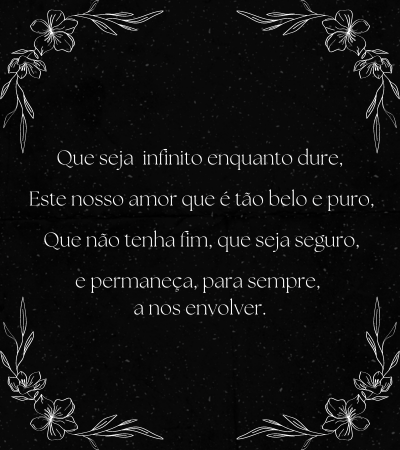 Que seja infinito enquanto dure,
Este nosso amor que é tão belo e puro,
Que não tenha fim, que seja seguro,
e permaneça, para sempre,
a nos envolver.